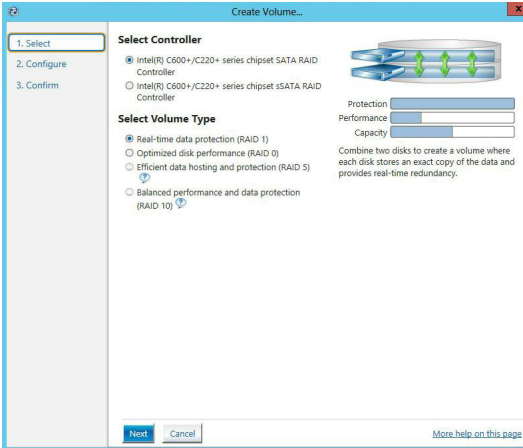 Create Volume...
x
1. Select
2. Configure
3. Confirm
Select Controller
Intel(R) C600+/C220+ series chipset SATA RAID
Controller
Intel(R) C600+/C220+ series chipset sSATA RAID
Controller
Select Volume Type
Real-time data protection (RAID 1)
Optimized disk performance (RAID 0)
Efficient data hosting and protection (RAID 5)
?
Balanced performance and data protection
(RAID 10) ?
Protection
Performance
Capacity
Combine two disks to create a volume where
each disk stores an exact copy of the data and
provides real-time redundancy.
Next
Cancel
More help on this page